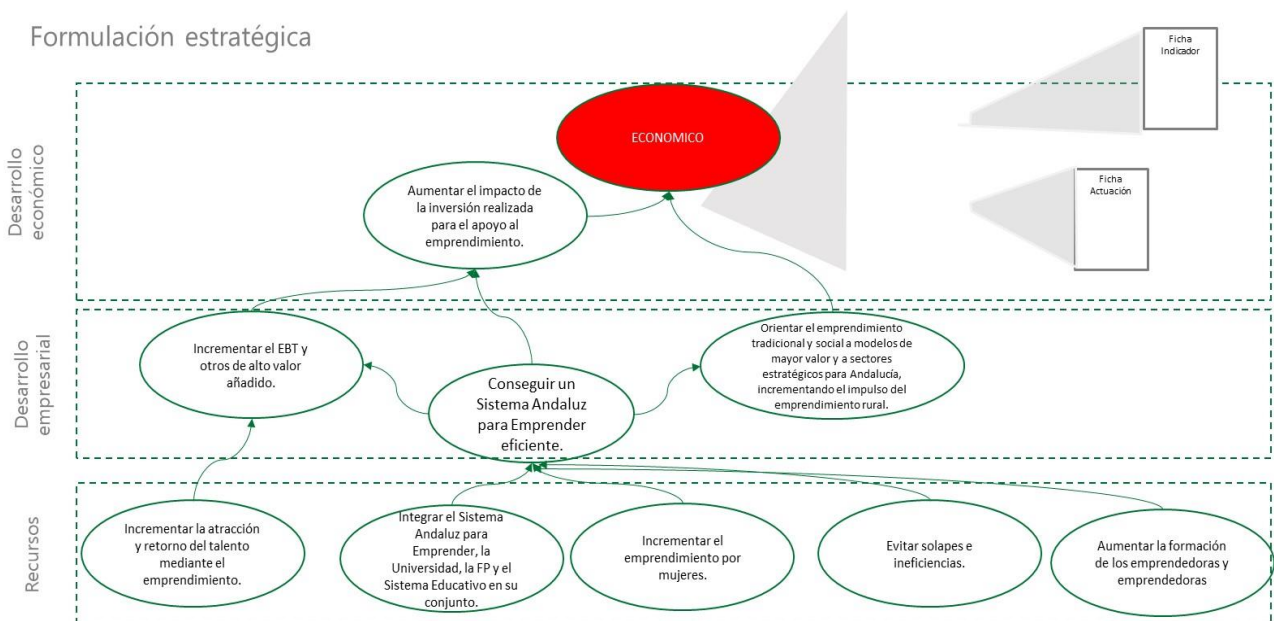 Formulación estratégica
Ficha
Indicador
Desarrollo
económico
ECONOMICO
Aumentar el impacto de
la inversión realizada
para el apoyo al
emprendimiento.
Ficha
Actuación
Desarrollo
empresarial
Incrementar el EBT y
otros de alto valor
añadido.
Conseguir un
Sistema Andaluz
para Emprender
eficiente.
Orientar el emprendimiento
tradicional y social a modelos de
mayor valor y a sectores
estratégicos para Andalucía,
incrementando el impulso del
emprendimiento rural.
Recursos
Incrementar la atracción
y retorno del talento
mediante el
emprendimiento.
Integrar el Sistema
Andaluz para
Emprender, la
Universidad, la FP y el
Sistema Educativo en su
conjunto.
Incrementar el
emprendimiento por
mujeres.
Evitar solapes e
ineficiencias.
Aumentar la formación
de los emprendedoras y
emprendedoras